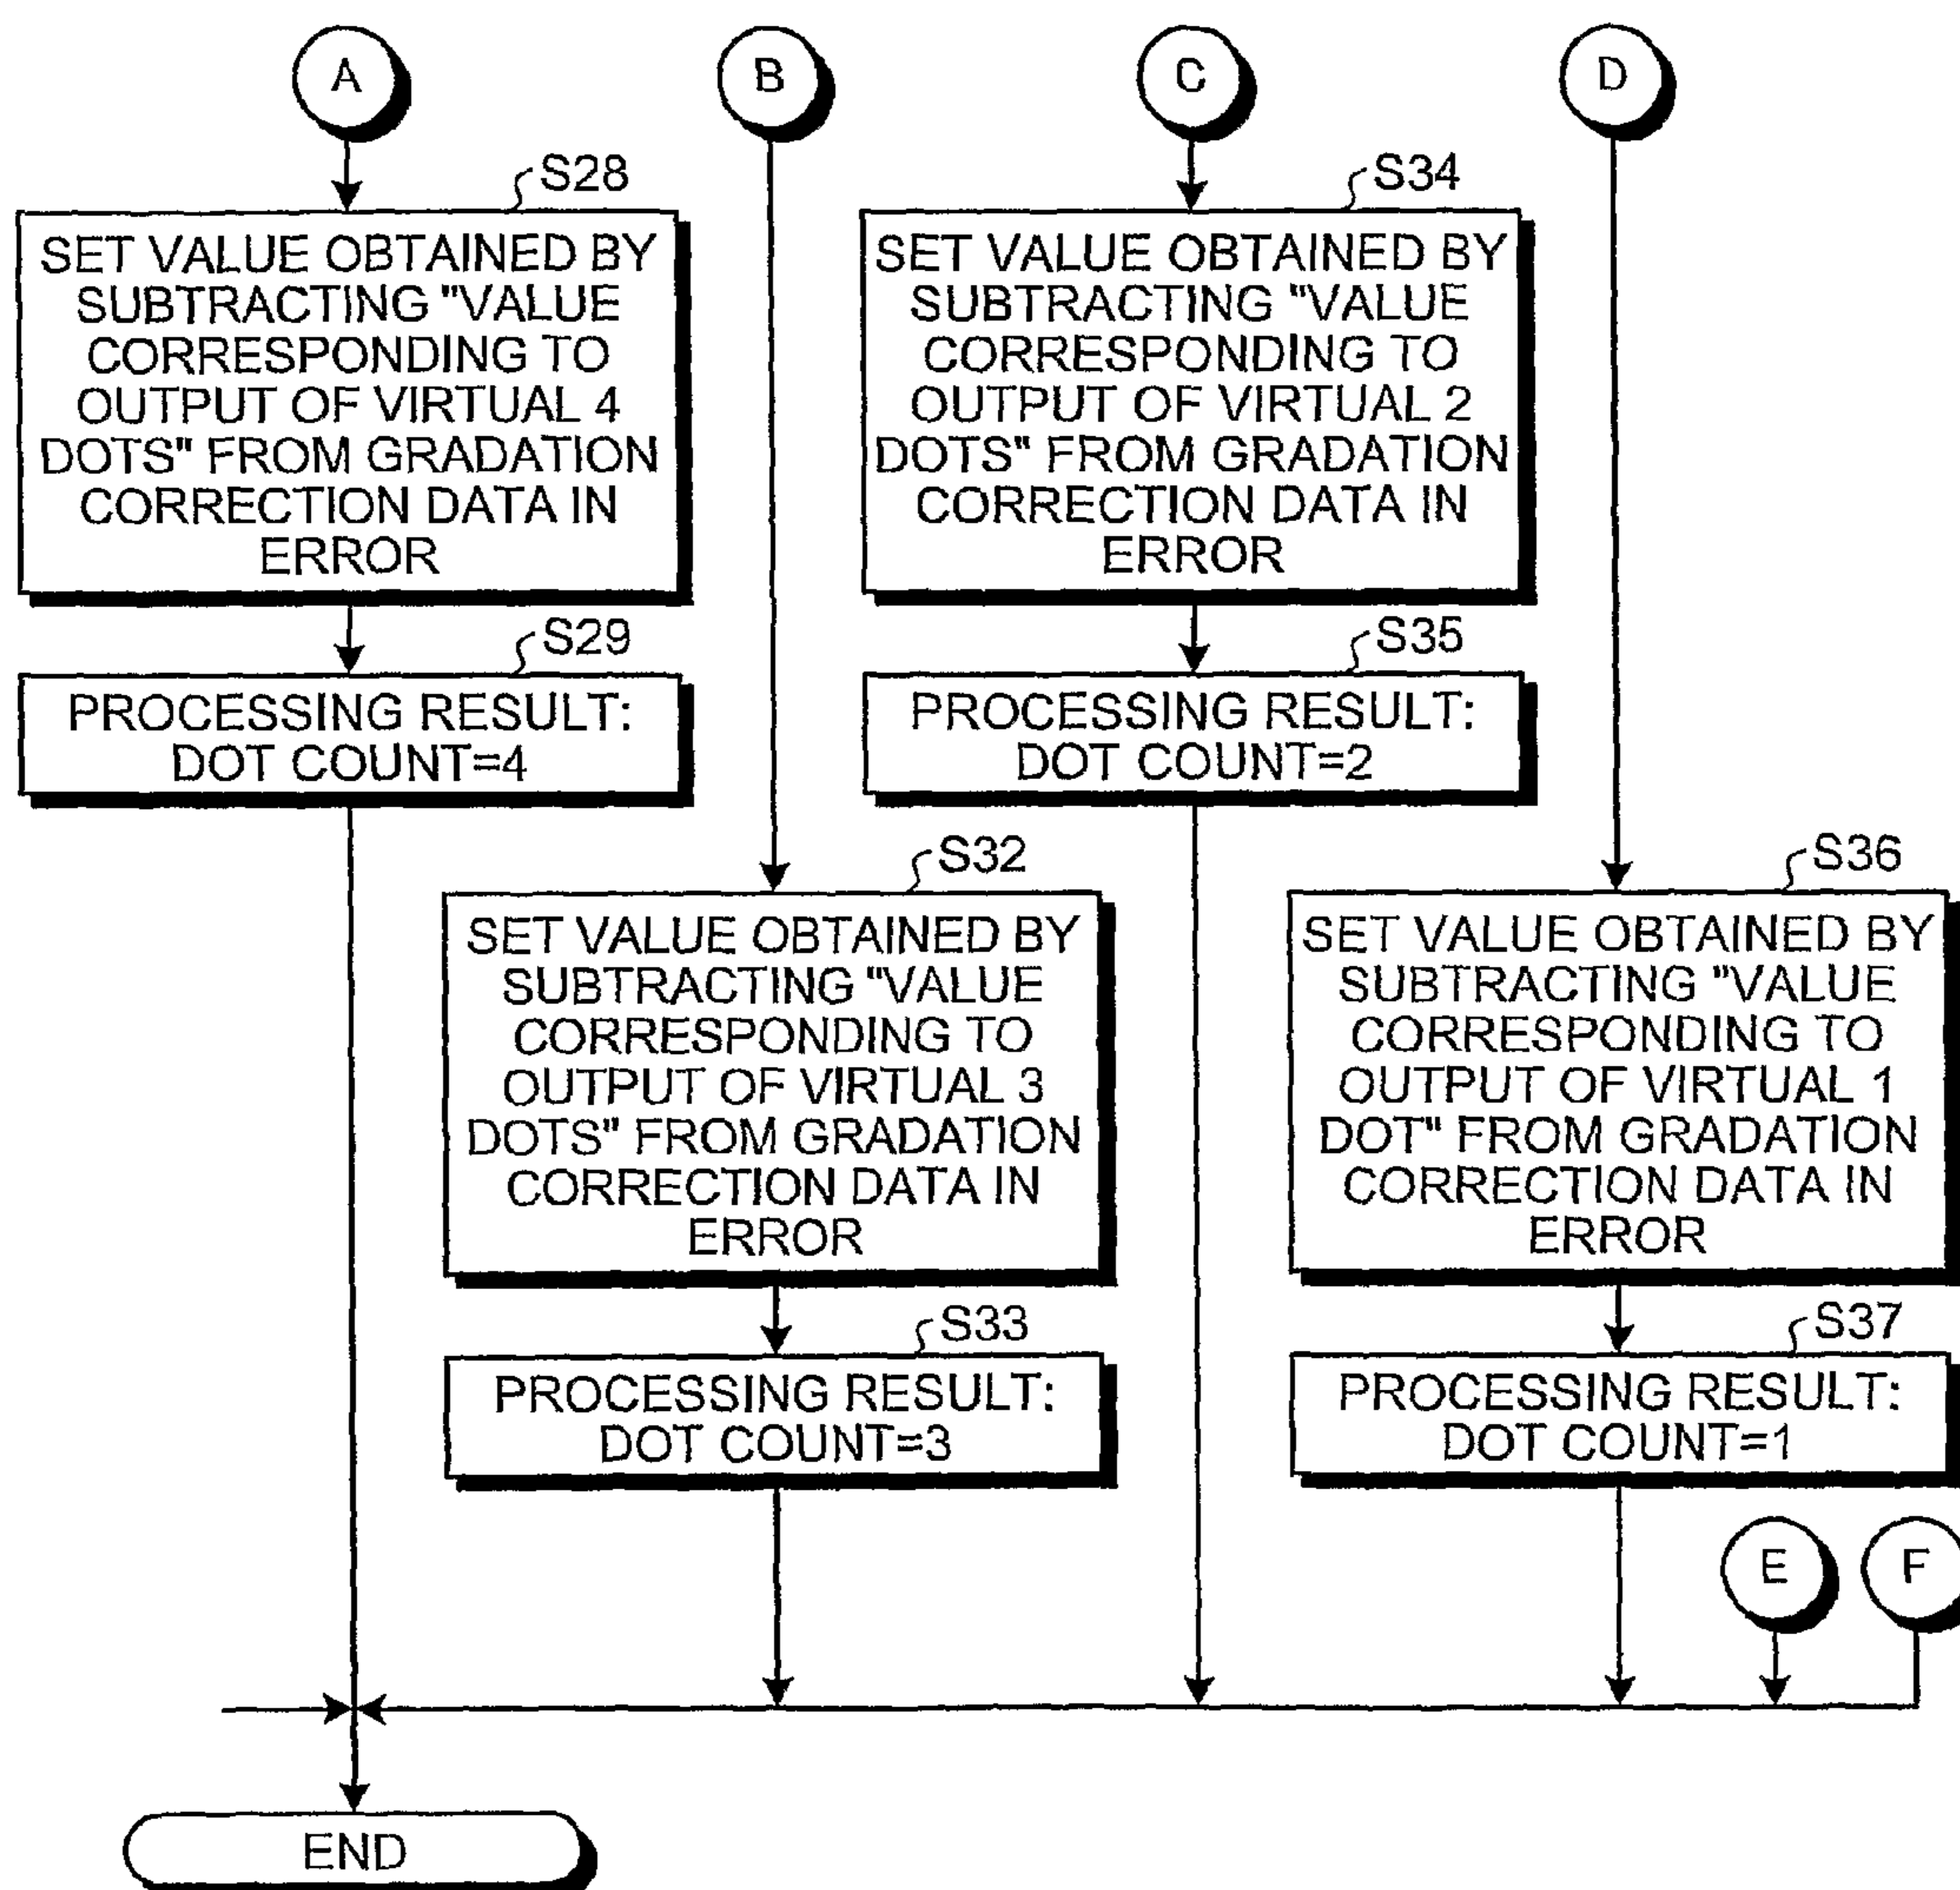 A
B
C
D
S28
SET VALUE OBTAINED BY
SUBTRACTING "VALUE
CORRESPONDING TO
OUTPUT OF VIRTUAL 4
DOTS" FROM GRADATION
CORRECTION DATA IN
ERROR
S34
SET VALUE OBTAINED BY
SUBTRACTING "VALUE
CORRESPONDING TO
OUTPUT OF VIRTUAL 2
DOTS" FROM GRADATION
CORRECTION DATA IN
ERROR
S29
PROCESSING RESULT:
DOT COUNT=4
S35
PROCESSING RESULT:
DOT COUNT=2
S32
SET VALUE OBTAINED BY
SUBTRACTING "VALUE
CORRESPONDING TO
OUTPUT OF VIRTUAL 3
DOTS" FROM GRADATION
CORRECTION DATA IN
ERROR
S36
SET VALUE OBTAINED BY
SUBTRACTING "VALUE
CORRESPONDING TO
OUTPUT OF VIRTUAL 1
DOT" FROM GRADATION
CORRECTION DATA IN
ERROR
S33
PROCESSING RESULT:
DOT COUNT=3
S37
PROCESSING RESULT:
DOT COUNT=1
E
F
END